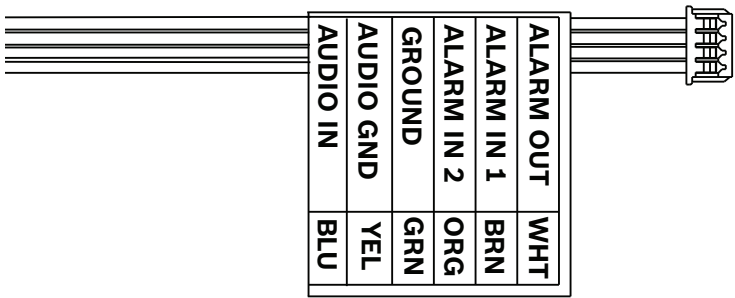 ALARM OUT WHT
ALARM IN 1 BRN
ALARM IN 2 ORG
GROUND GRN
AUDIO GND YEL
AUDIO IN BLU